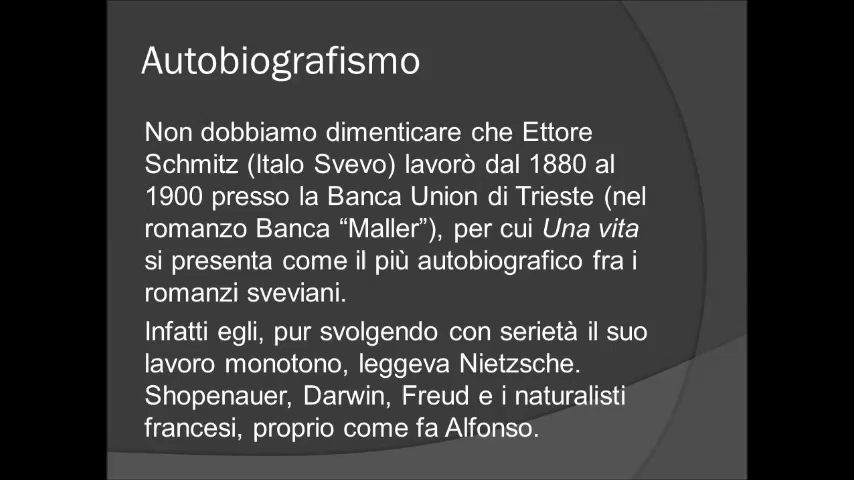 Autobiografismo
Non dobbiamo dimenticare che Ettore
Schmitz (Italo Svevo) lavorò dal 1880 al
1900 presso la Banca Union di Trieste (nel
romanzo Banca “Maller”), per cui Una vita
si presenta come il più autobiografico fra i
romanzi sveviani.
Infatti egli, pur svolgendo con serietà il suo
lavoro monotono, leggeva Nietzsche.
Shopenauer, Darwin, Freud e i naturalisti
francesi, proprio come fa Alfonso.